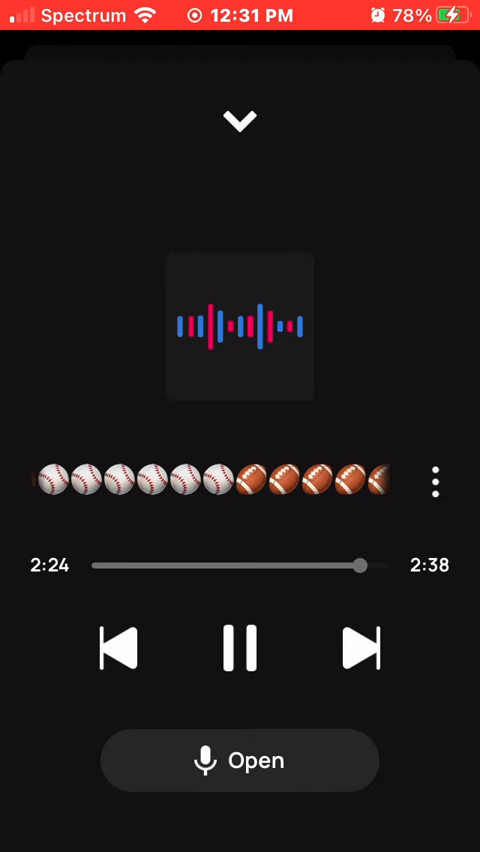 Spectrum 12:31 PM 78%
⚾⚾⚾⚾⚾⚾🏈🏈🏈🏈🏈
2:24 2:38
Open